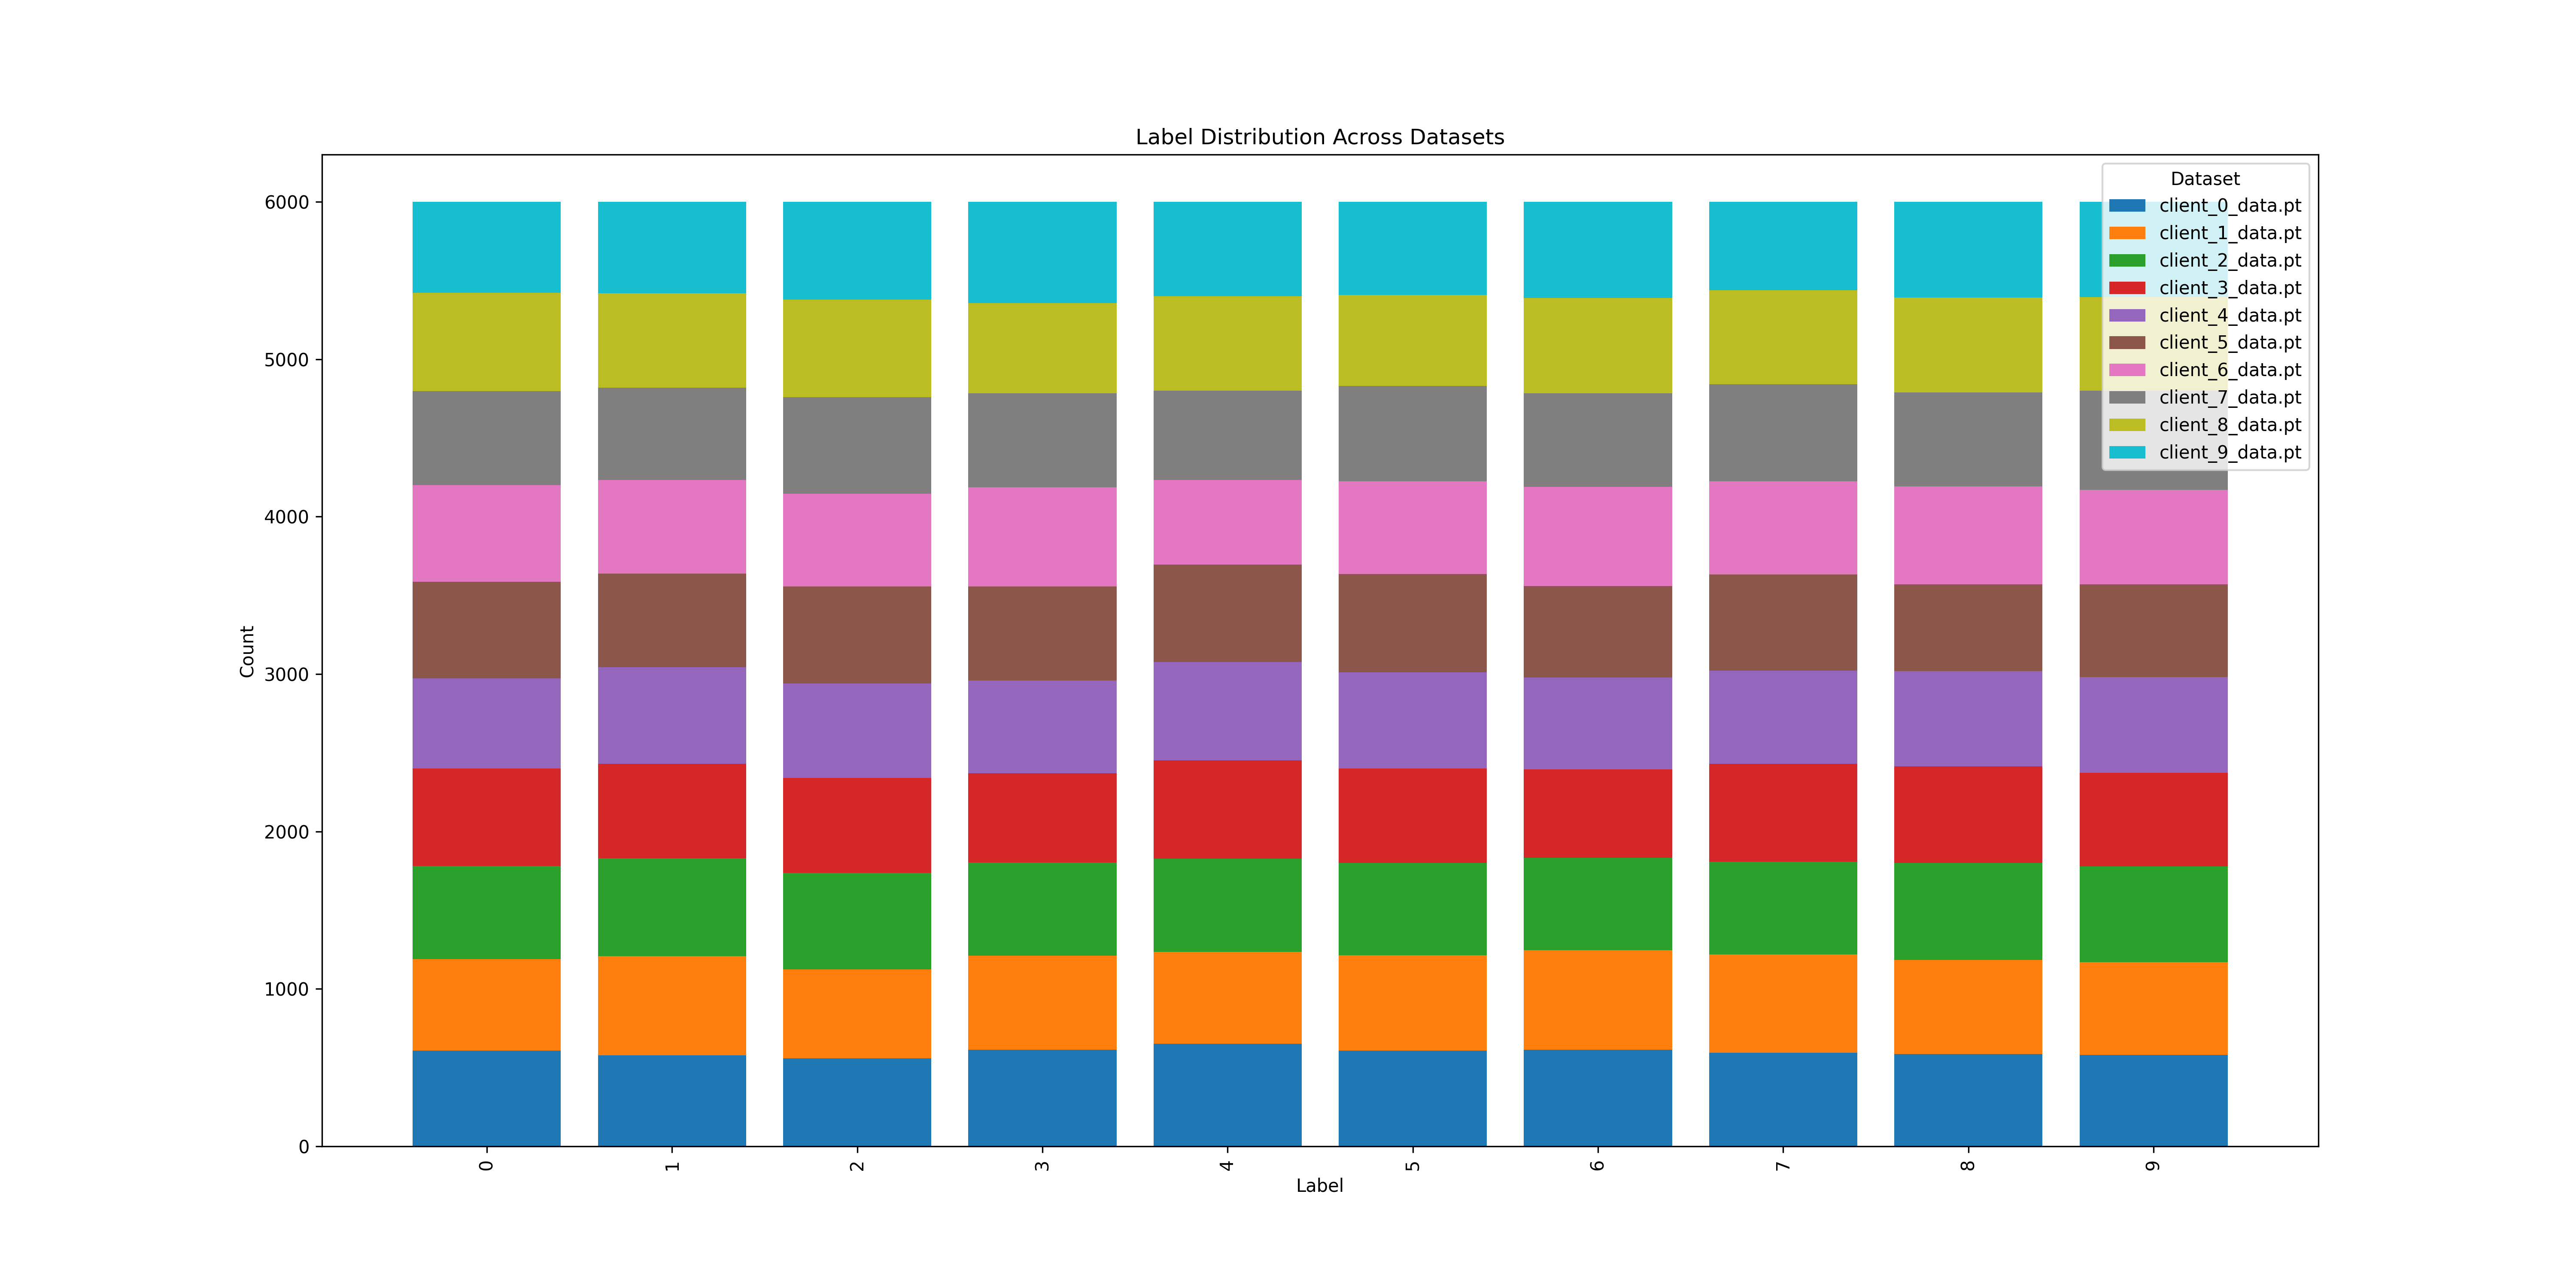 Label Distribution Across Datasets
Dataset
client_0_data.pt
client_1_data.pt
client_2_data.pt
client_3_data.pt
client_4_data.pt
client_5_data.pt
client_6_data.pt
client_7_data.pt
client_8_data.pt
client_9_data.pt
Count
6000
5000
4000
3000
2000
1000
0
0 1 2 3 4 5 6 7 8 9
Label